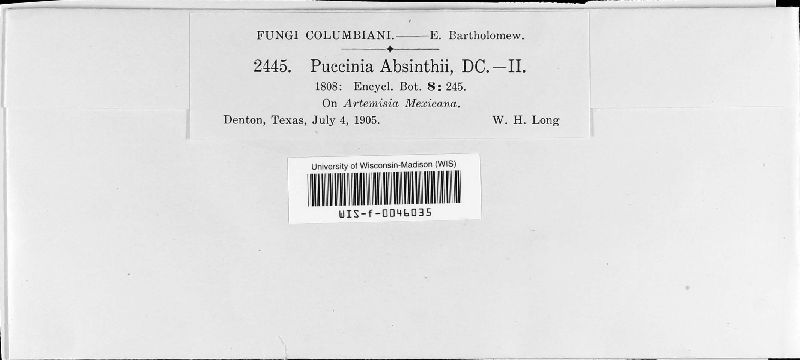 FUNGI COLUMBIANI.——E. Bartholomew.
2445. Puccinia Absinthii, DC.—II.
1808: Encycl. Bot. 8: 245.
On Artemisia Mexicana.
Denton, Texas, July 4, 1905. W. H. Long
University of Wisconsin-Madison (WIS)
WIS-f-0046035